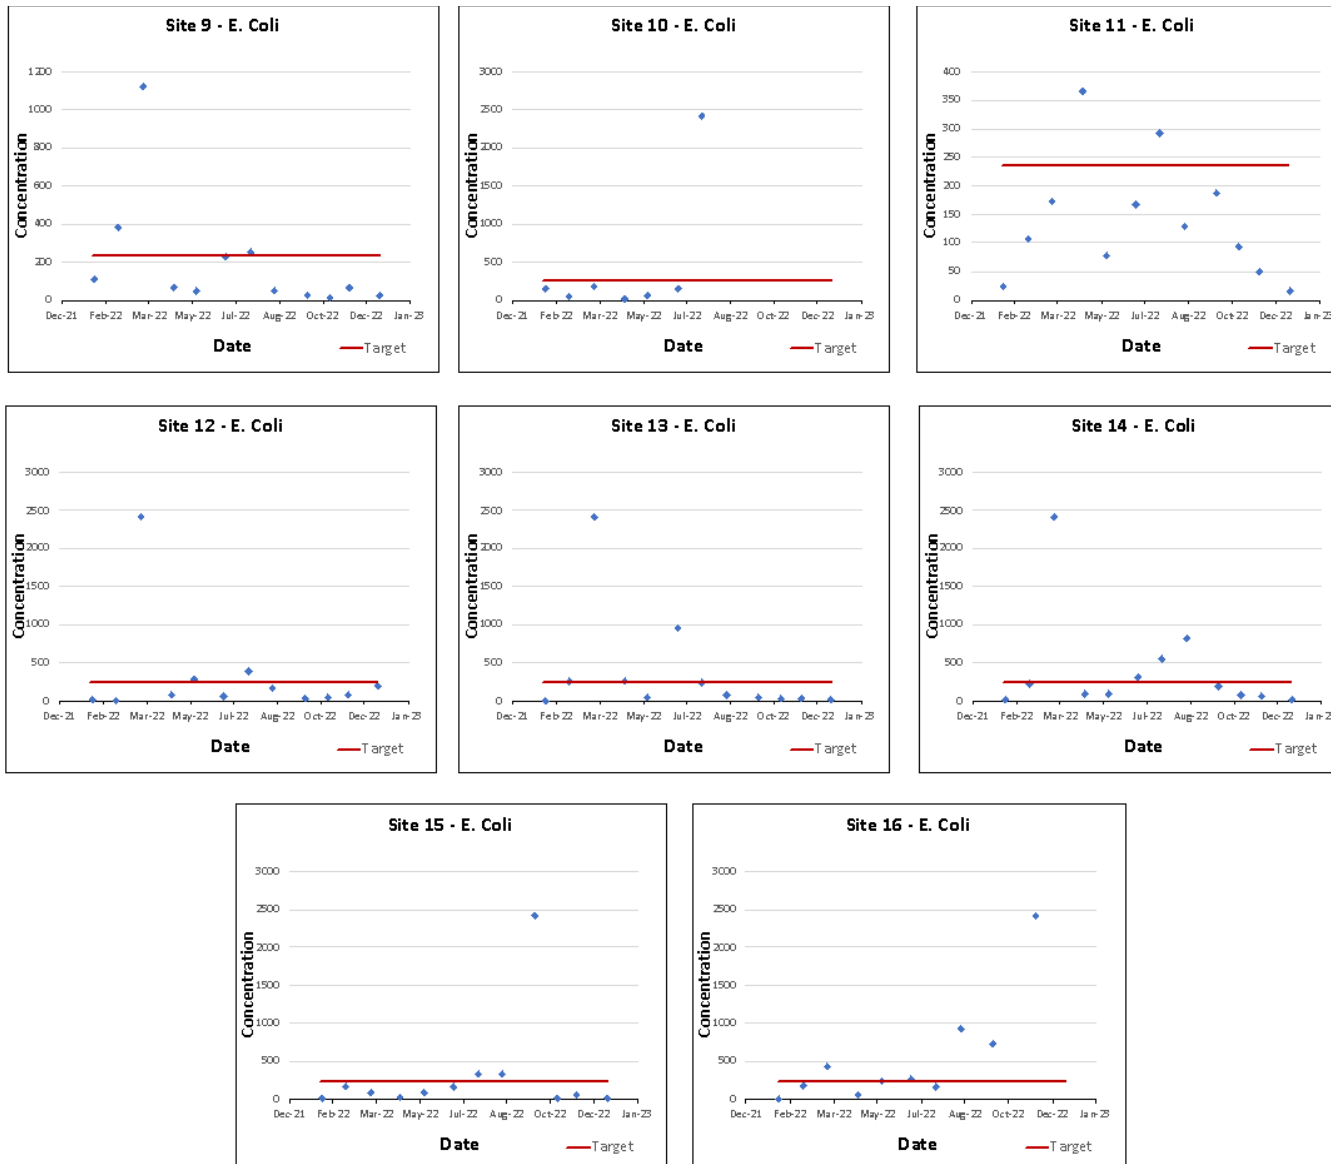 Site 9 - E. Coli
1200
1000
800
600
400
200
0
Concentration
Dec-21 Feb-22 Mar-22 May-22 Jul-22 Aug-22 Oct-22 Dec-22 Jan-23
Date
Target
Site 10 - E. Coli
3000
2500
2000
1500
1000
500
0
Concentration
Dec-21 Feb-22 Mar-22 May-22 Jul-22 Aug-22 Oct-22 Dec-22 Jan-23
Date
Target
Site 11 - E. Coli
400
350
300
250
200
150
100
50
0
Concentration
Dec-21 Feb-22 Mar-22 May-22 Jul-22 Aug-22 Oct-22 Dec-22 Jan-23
Date
Target
Site 12 - E. Coli
3000
2500
2000
1500
1000
500
0
Concentration
Dec-21 Feb-22 Mar-22 May-22 Jul-22 Aug-22 Oct-22 Dec-22 Jan-23
Date
Target
Site 13 - E. Coli
3000
2500
2000
1500
1000
500
0
Concentration
Dec-21 Feb-22 Mar-22 May-22 Jul-22 Aug-22 Oct-22 Dec-22 Jan-23
Date
Target
Site 14 - E. Coli
3000
2500
2000
1500
1000
500
0
Concentration
Dec-21 Feb-22 Mar-22 May-22 Jul-22 Aug-22 Oct-22 Dec-22 Jan-23
Date
Target
Site 15 - E. Coli
3000
2500
2000
1500
1000
500
0
Concentration
Dec-21 Feb-22 Mar-22 May-22 Jul-22 Aug-22 Oct-22 Dec-22 Jan-23
Date
Target
Site 16 - E. Coli
3000
2500
2000
1500
1000
500
0
Concentration
Dec-21 Feb-22 Mar-22 May-22 Jul-22 Aug-22 Oct-22 Dec-22 Jan-23
Date
Target